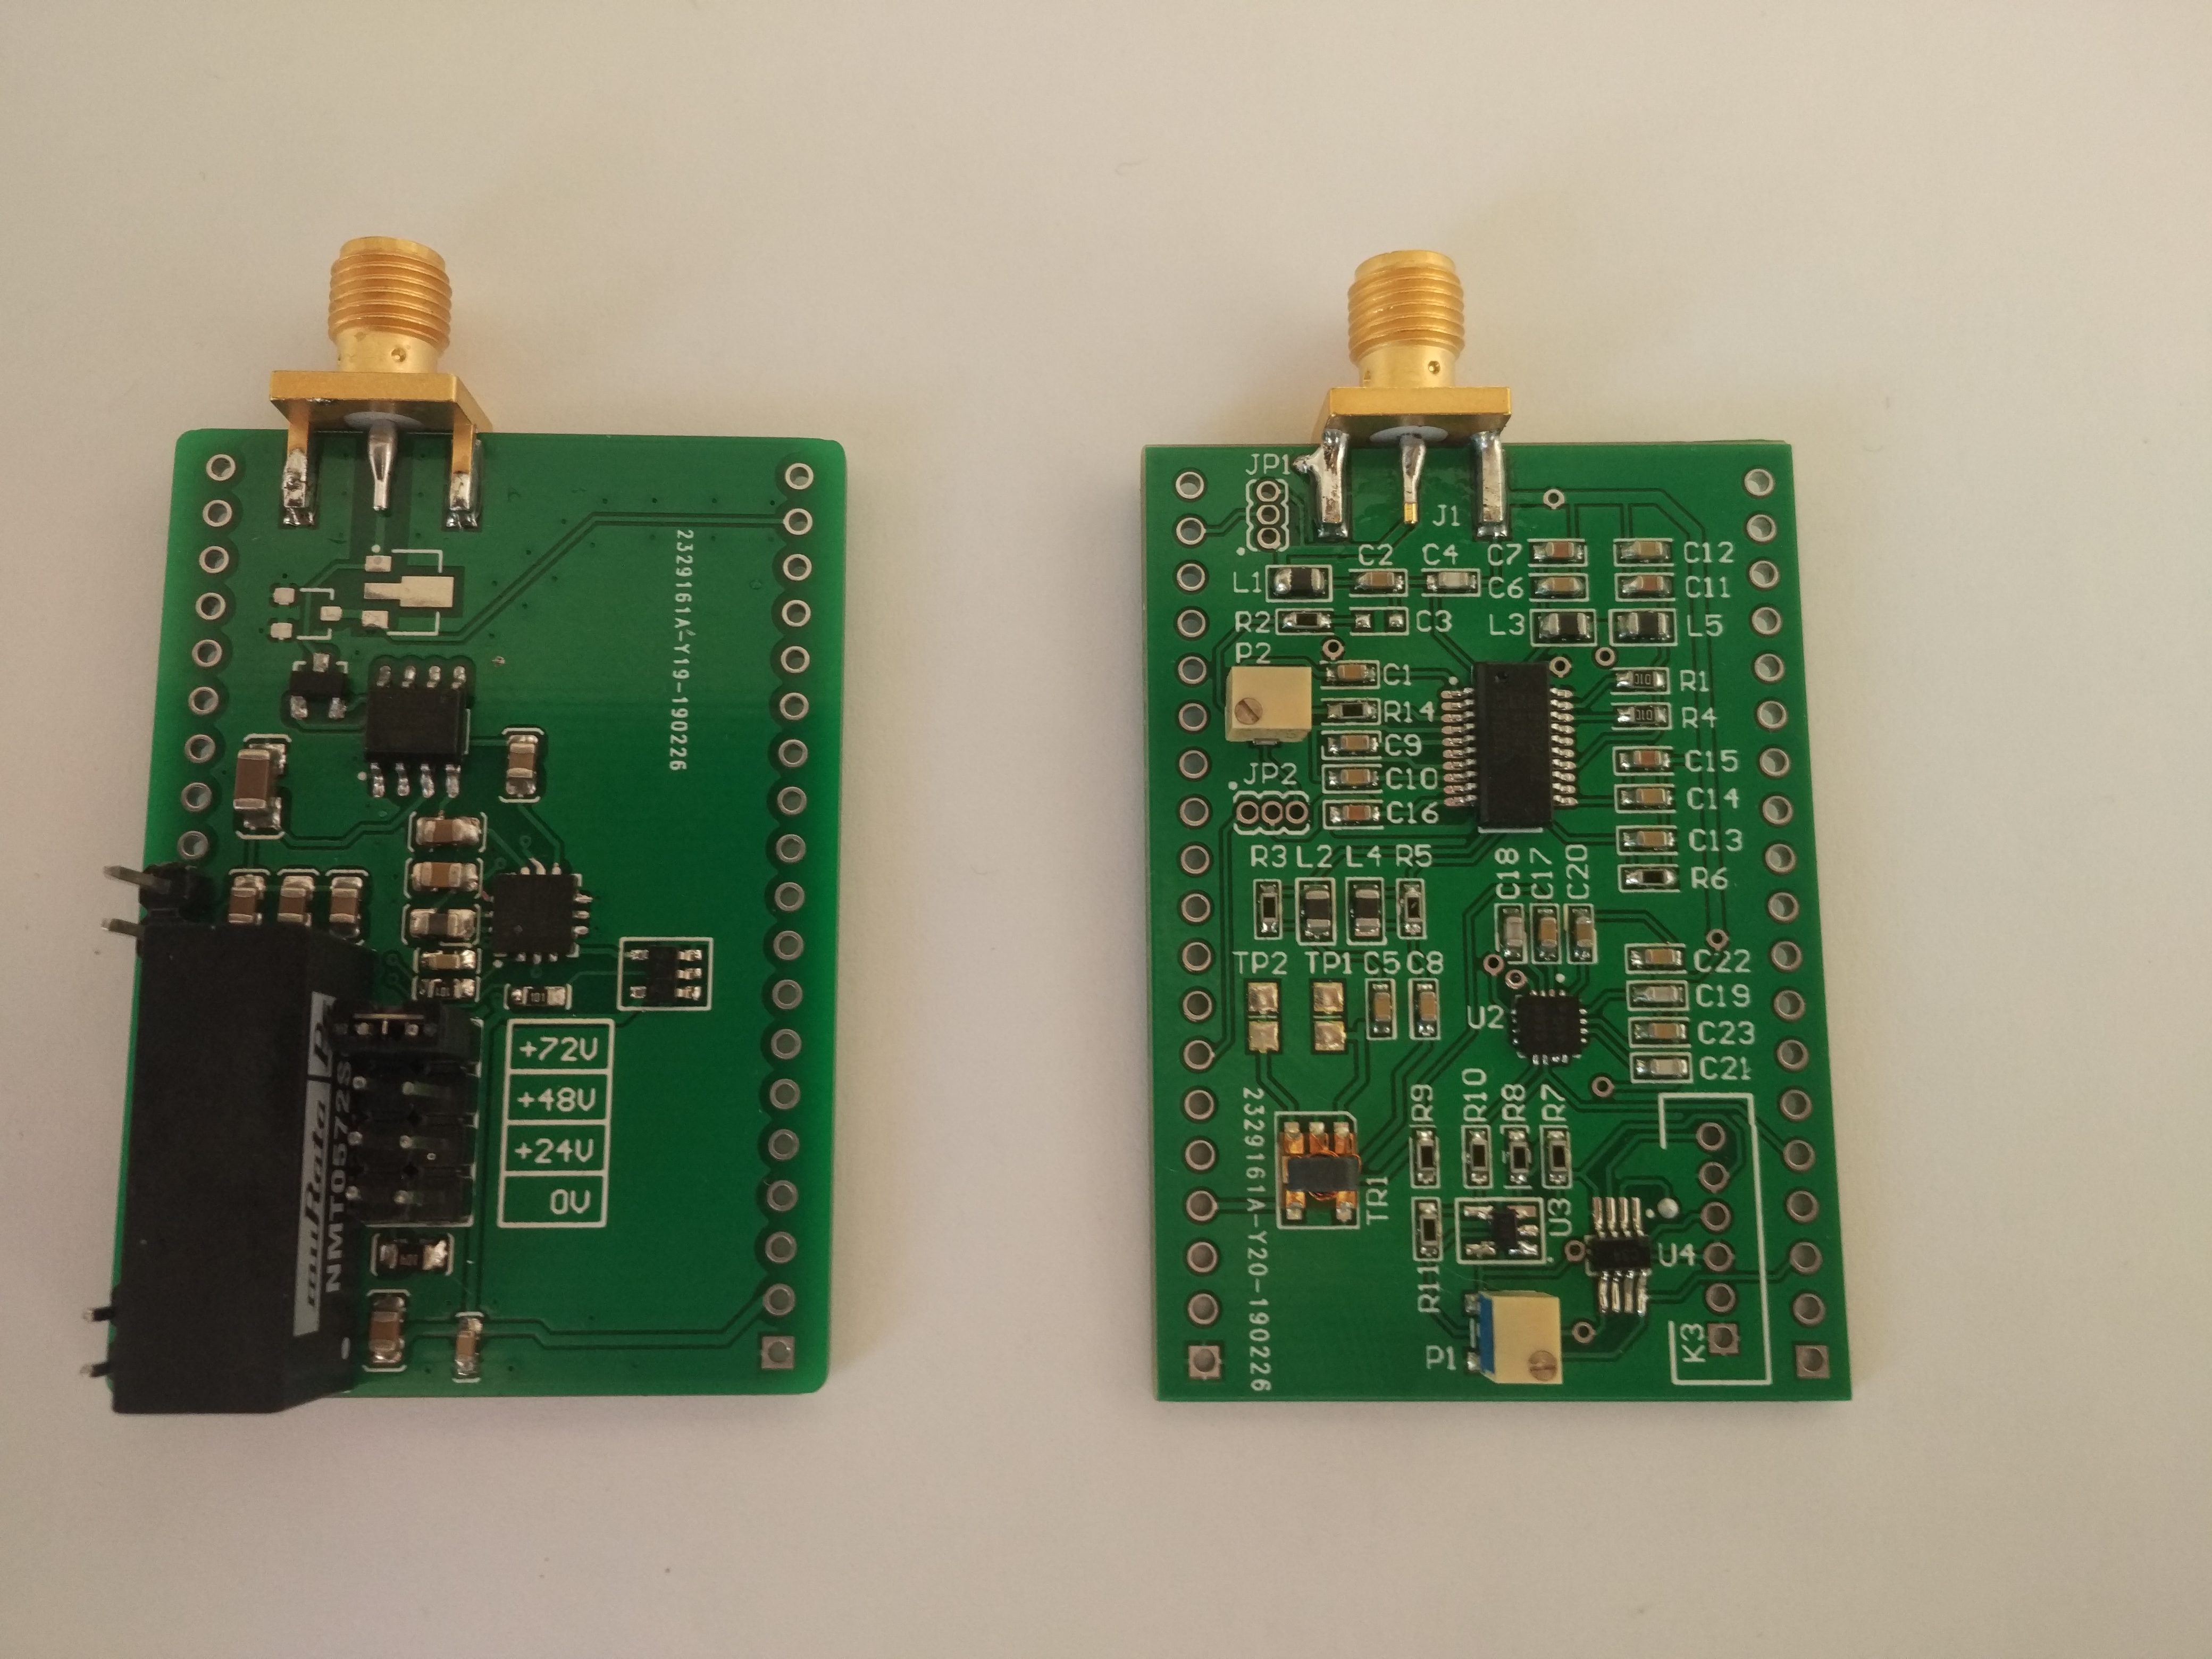 2329161A-Y19-190226
muRata P
NMT0572S
+72V
+48V
+24V
0V
101
101
104
JP1
J1
C2 C4 C7 C12
L1 C6 C11
R2 C3 L3 L5
P2
C1 R1
R14 R4
C9
C10 C15
C16 C14
JP2 C13
R3 L2 L4 R5 C18 C17 C20 R6
TP2 TP1 C5 C8 C22
C19
U2 C23
C21
R9 R10 R8 R7
2329161A-Y20-190226
TR1
R11 U3 U4
P1 K3